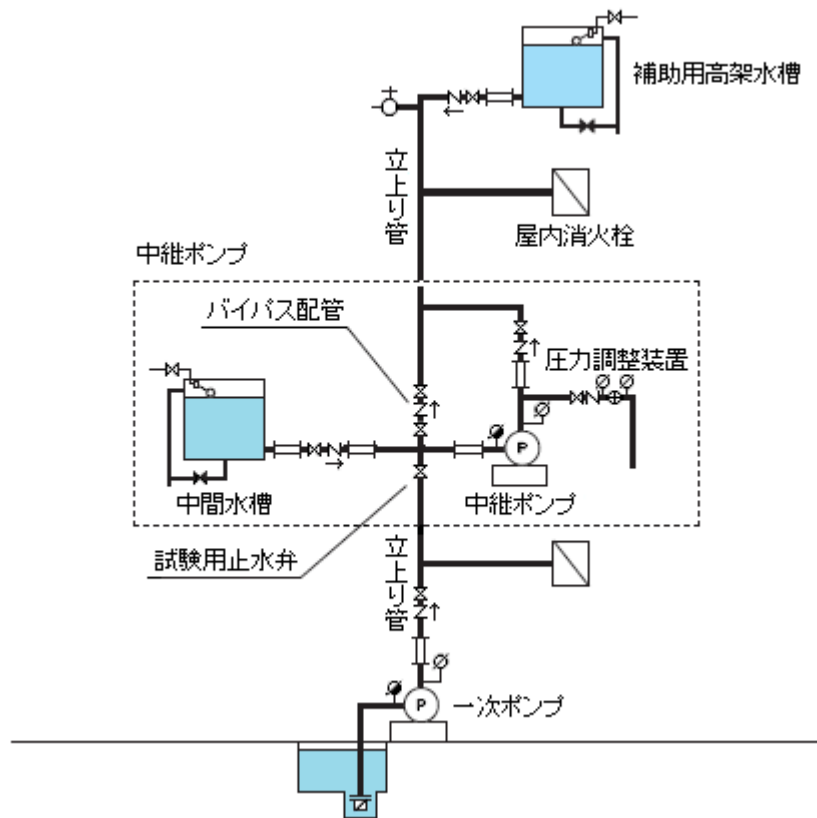 補助用高架水槽
立上り管
屋内消火栓
中継ポンプ
バイパス配管
圧力調整装置
P
中間水槽
中継ポンプ
試験用止水弁
立上り管
P
一次ポンプ